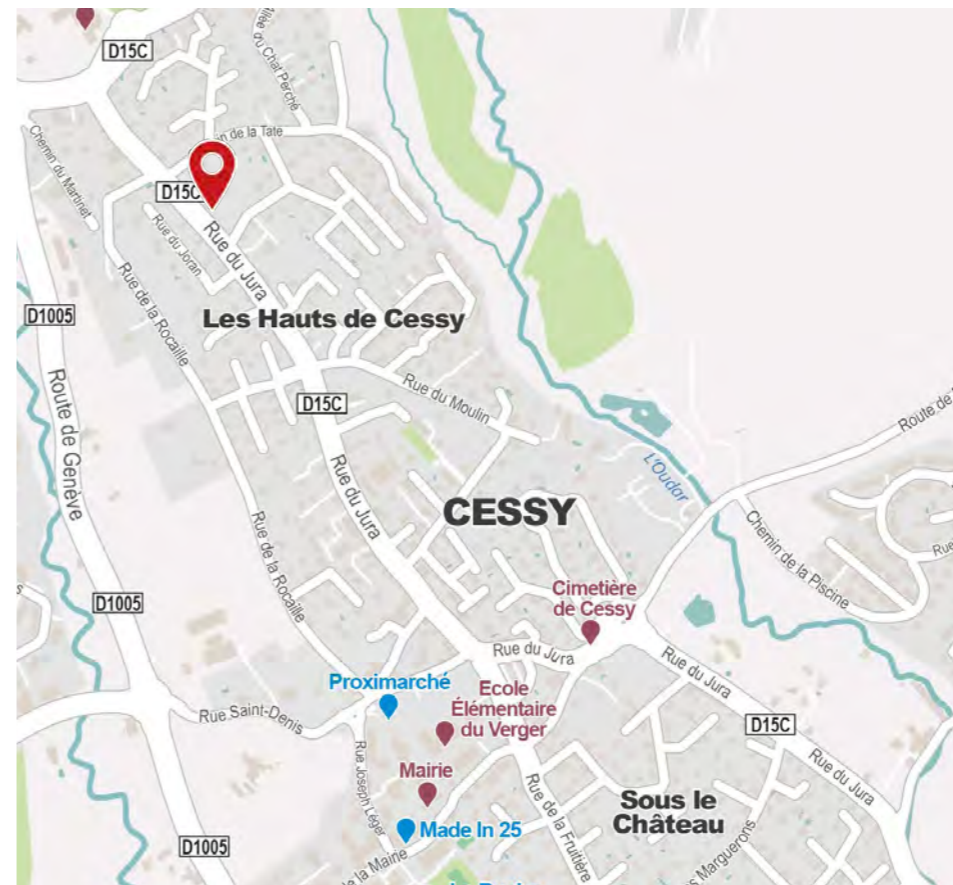 D15C
allée du Chat Perché
n de la Tate
Chemin du Martinet
D15C
Rue du Joran
Rue du Jura
Rue de la Rocaille
D1005
Les Hauts de Cessy
Route de Genève
D15C
Rue du Moulin
Route de
L'Oudar
Rue du Jura
CESSY
Rue de la Rocaille
Chemin de la Piscine
Rue
D1005
Cimetière
de Cessy
Rue du Jura
Rue du Jura
Proximarché
Ecole
Élémentaire
du Verger
Rue Saint-Denis
D15C
Mairie
Rue Joseph Léger
Rue de la Fruitière
Rue du Jura
Sous le
Château
Made In 25
D1005
de la Mairie
es Marguerons